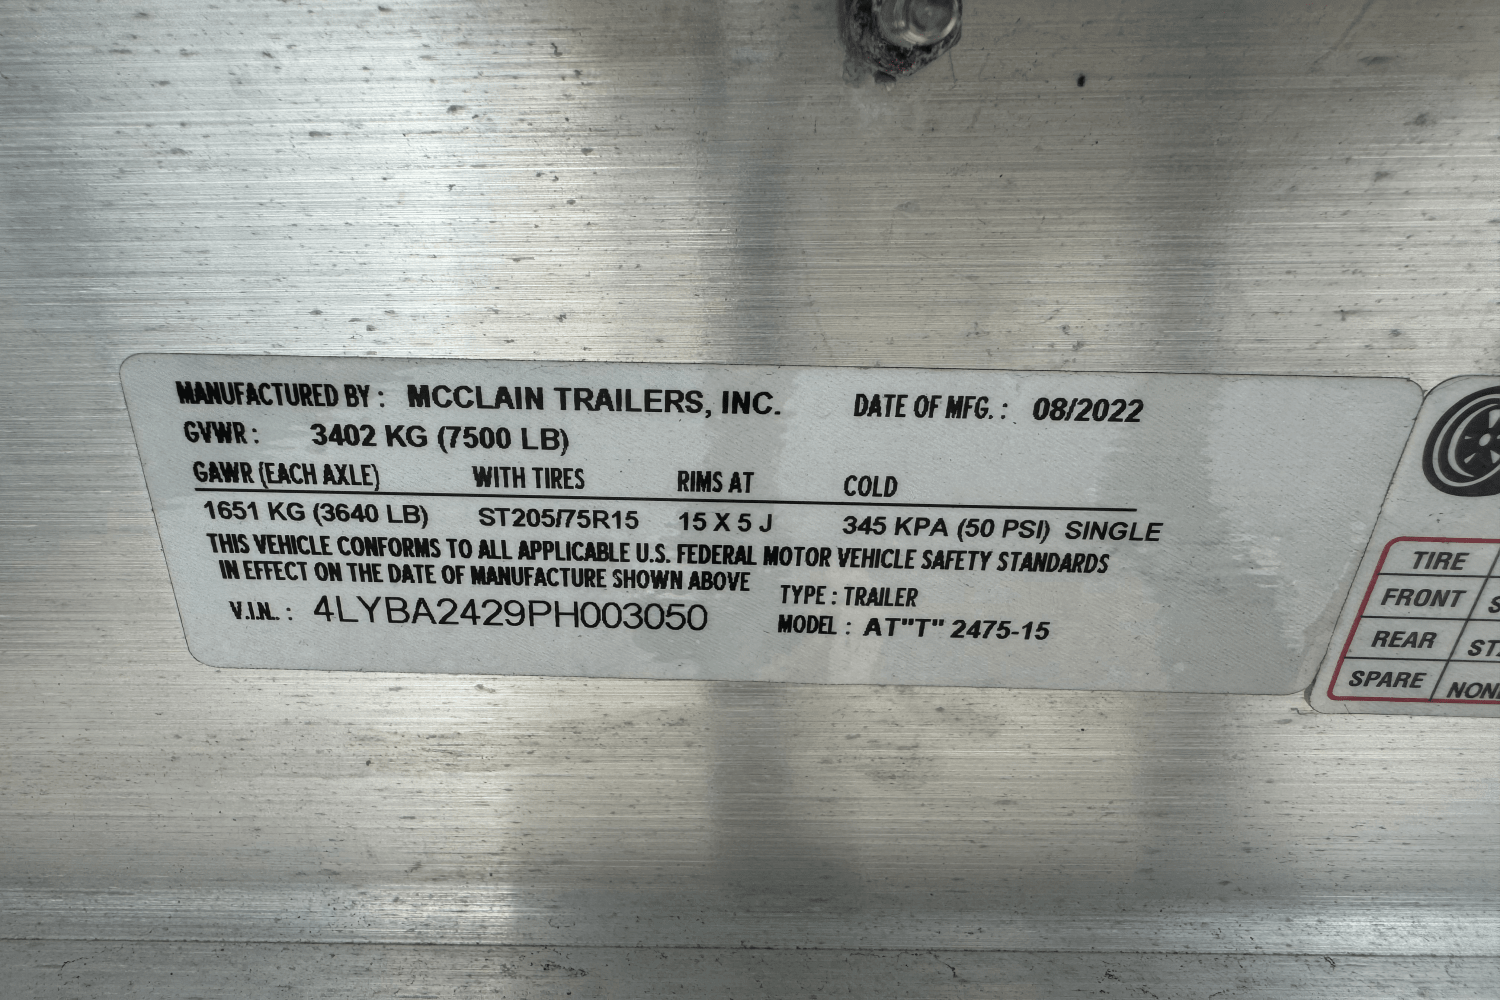 MANUFACTURED BY: MCCLAIN TRAILERS, INC. DATE OF MFG.: 08/2022
GVWR: 3402 KG (7500 LB)
GAWR (EACH AXLE) WITH TIRES RIMS AT COLD
1651 KG (3640 LB) ST205/75R15 15 X 5 J 345 KPA (50 PSI) SINGLE
THIS VEHICLE CONFORMS TO ALL APPLICABLE U.S. FEDERAL MOTOR VEHICLE SAFETY STANDARDS
IN EFFECT ON THE DATE OF MANUFACTURE SHOWN ABOVE
V.I.N.: 4LYBA2429PH003050
TYPE: TRAILER
MODEL: AT"T" 2475-15
TIRE
FRONT
REAR
SPARE